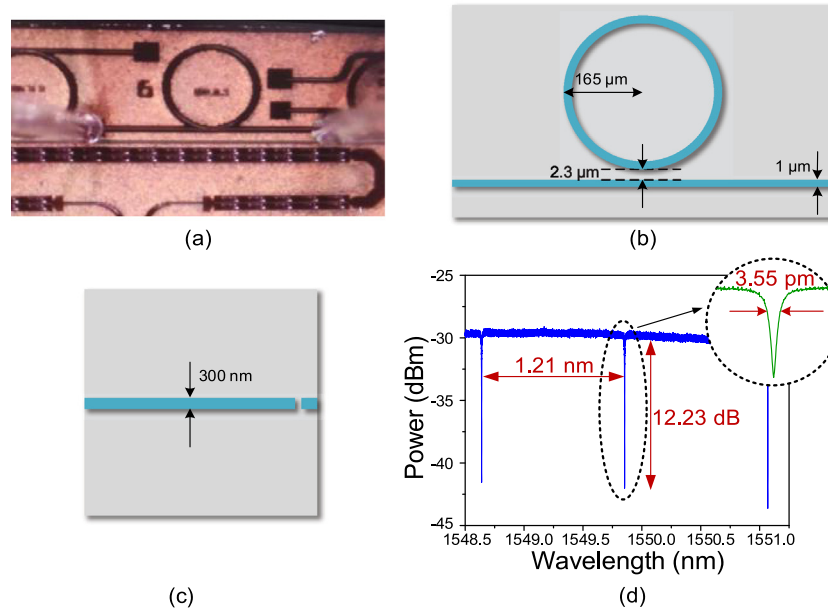 6
(a)
165 µm
2.3 µm
1 µm
(b)
300 nm
(c)
-25
-30
-35
-40
-45
Power (dBm)
3.55 pm
1.21 nm
12.23 dB
1548.5 1549.0 1549.5 1550.0 1550.5 1551.0
Wavelength (nm)
(d)